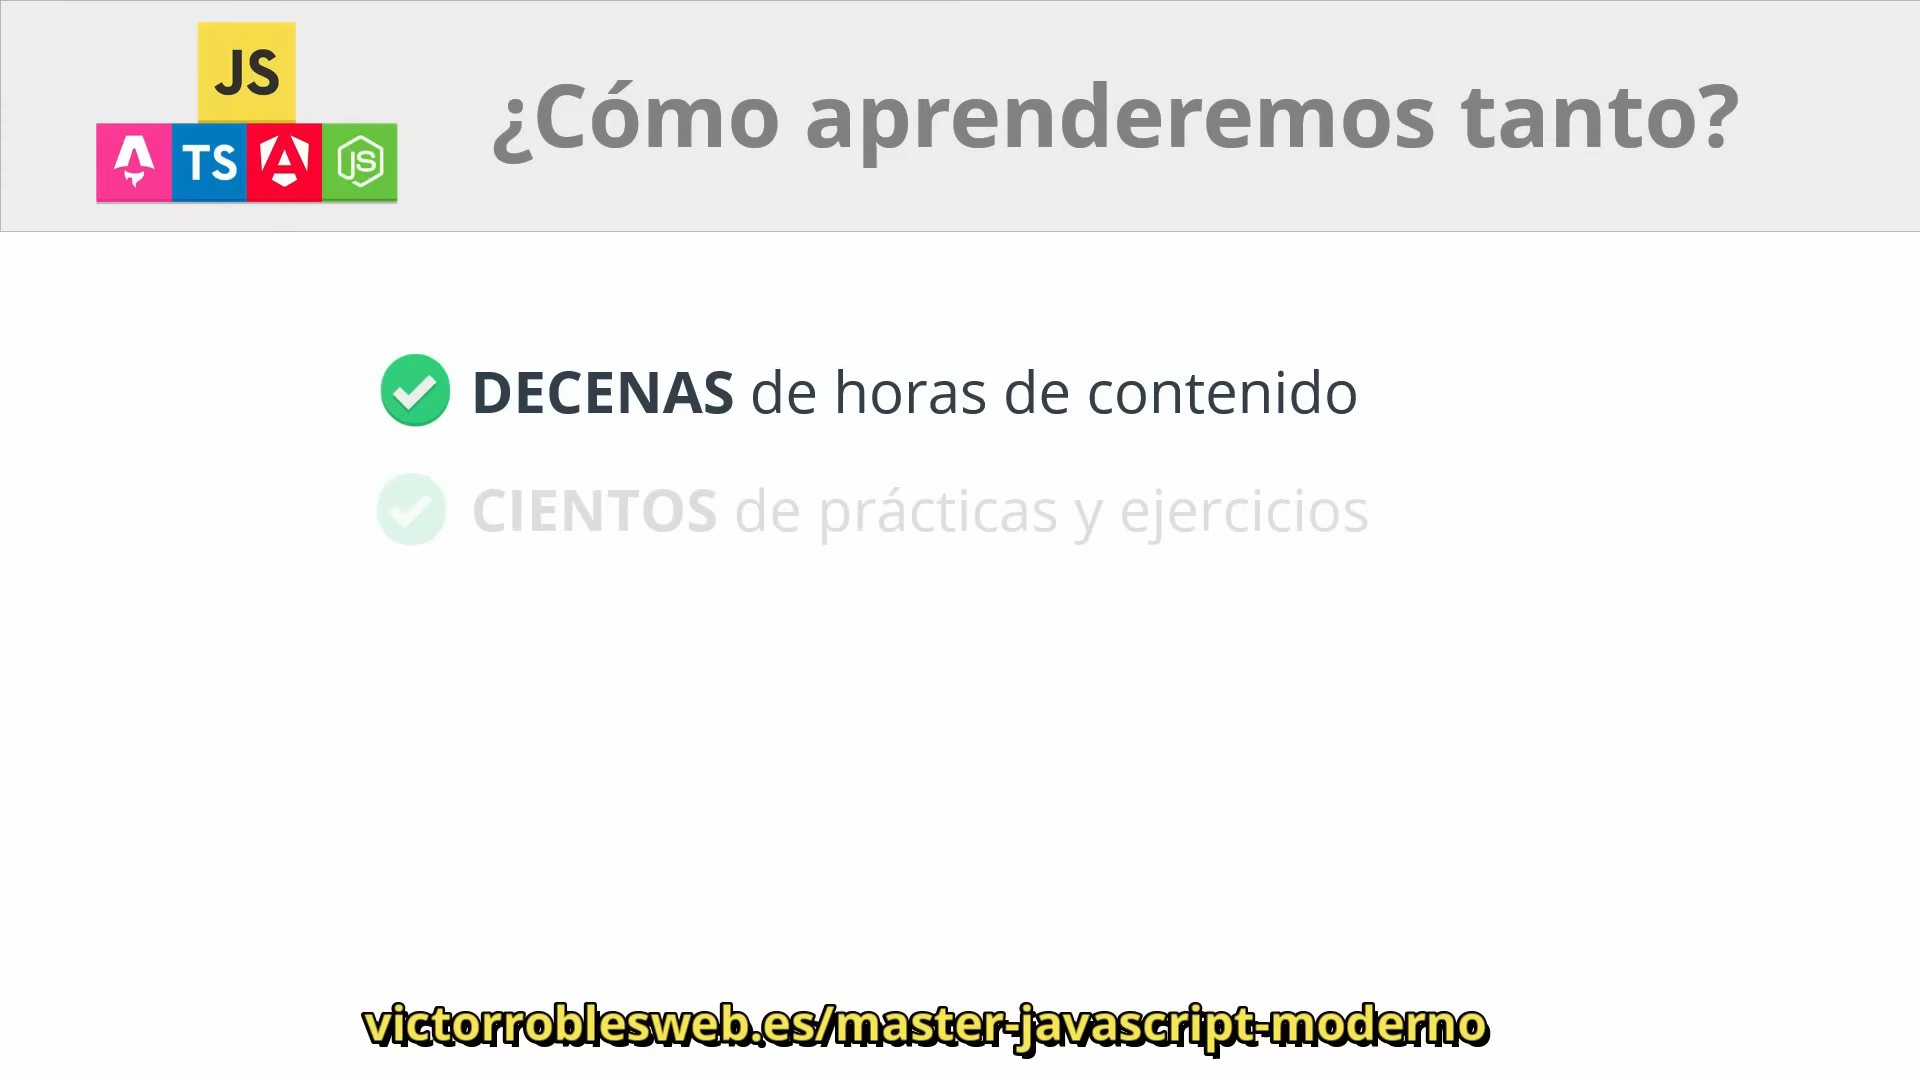 JS
¿Cómo aprenderemos tanto?
TS JS
DECENAS de horas de contenido
CIENTOS de prácticas y ejercicios
victorroblesweb.es/master-javascript-moderno